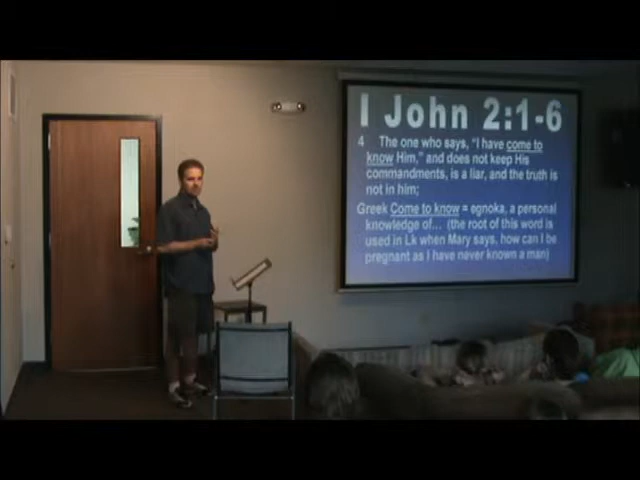 I John 2:1-6
4 The one who says, "I have come to
know Him," and does not keep His
commandments, is a liar, and the truth is
not in him;
Greek Come to know = egnoka, a personal
knowledge of... (the root of this word is
used in Lk when Mary says, how can I be
pregnant as I have never known a man)